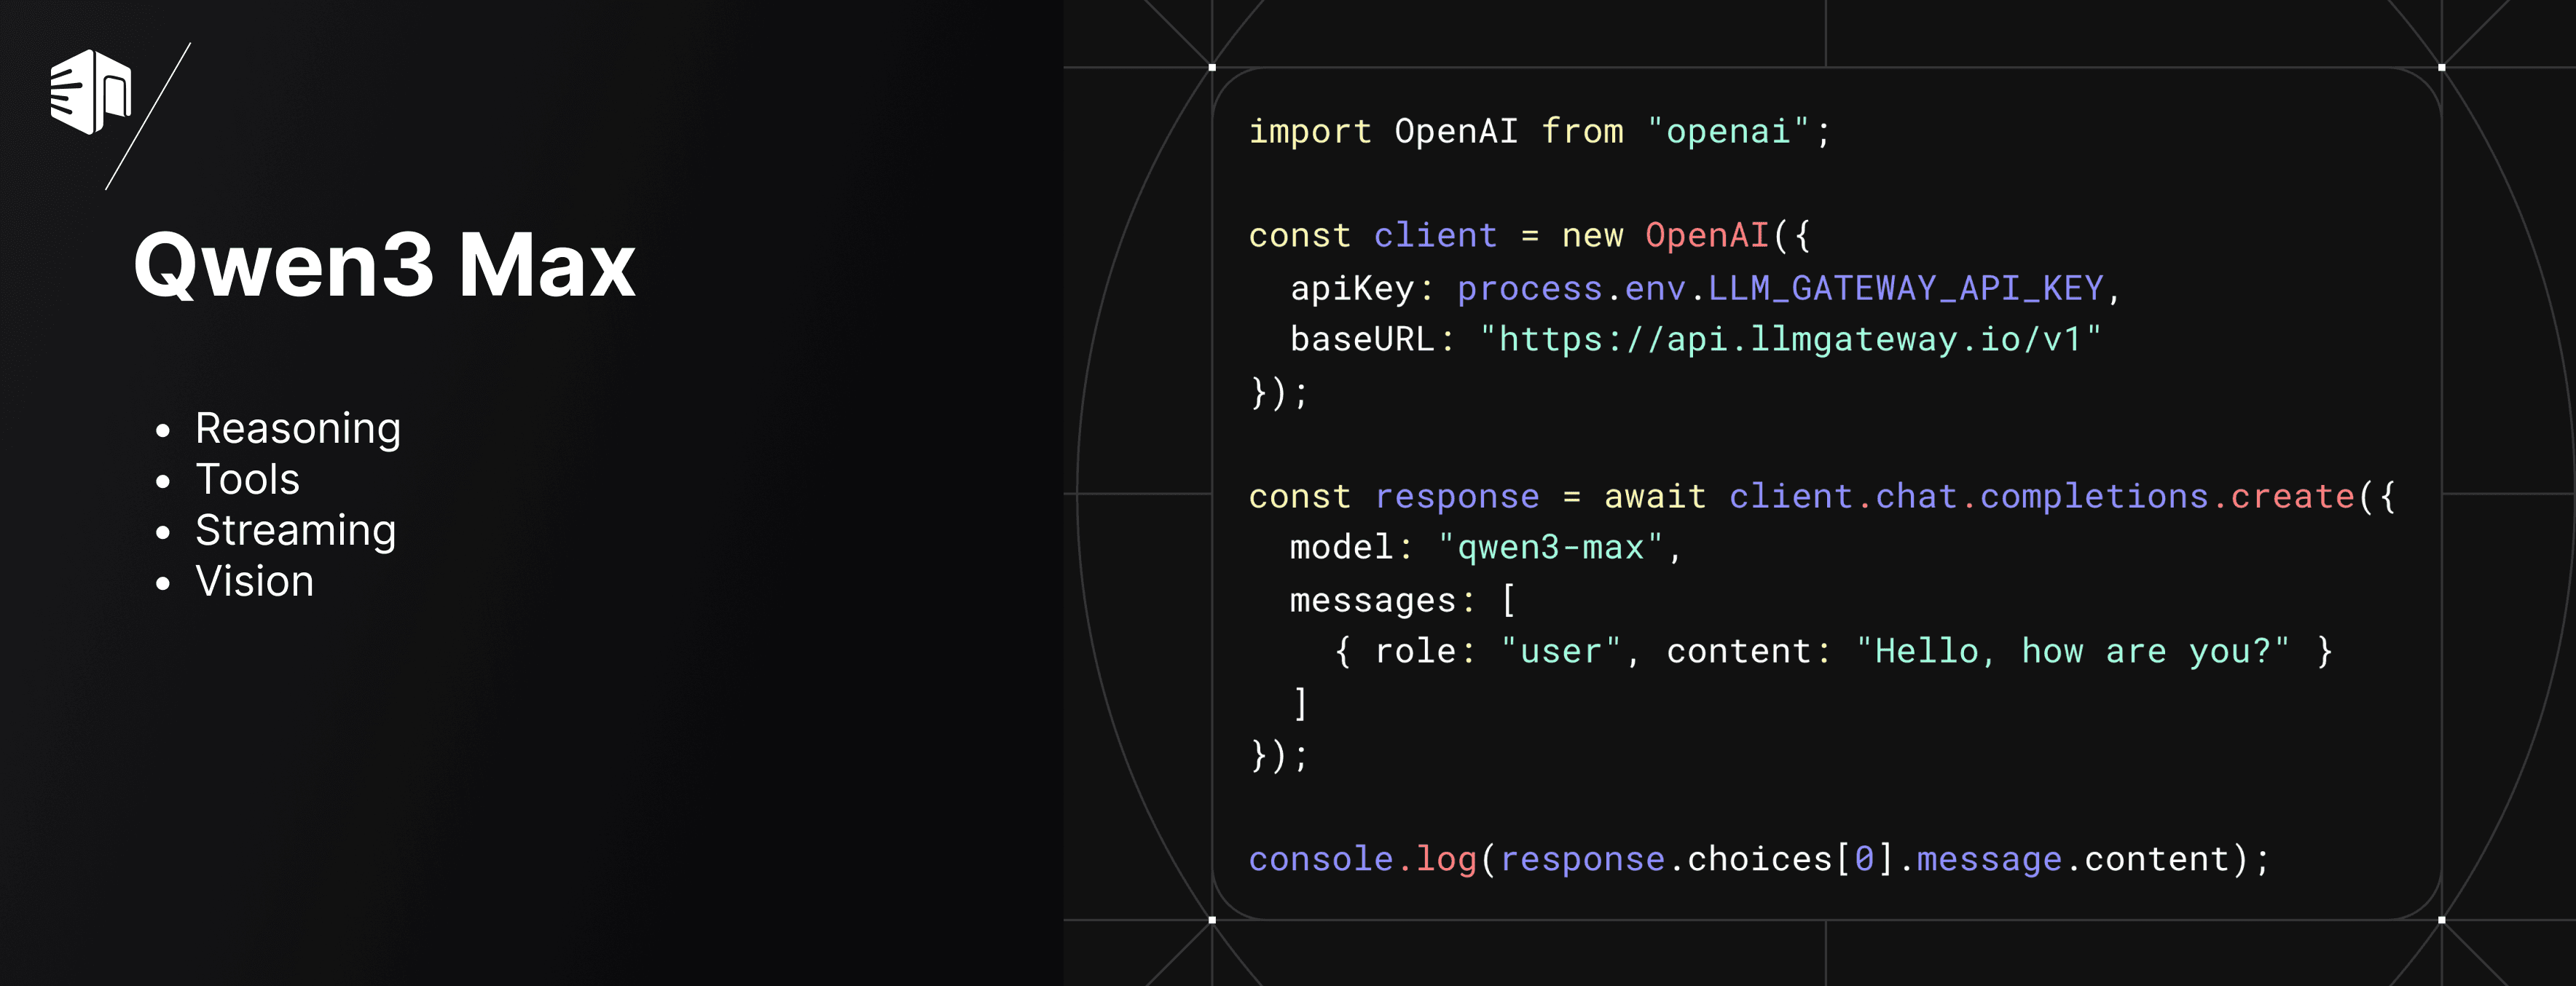 Qwen3 Max
• Reasoning
• Tools
• Streaming
• Vision
import OpenAI from "openai";
const client = new OpenAI({
  apiKey: process.env.LLM_GATEWAY_API_KEY,
  baseURL: "https://api.llmgateway.io/v1"
});
const response = await client.chat.completions.create({
  model: "qwen3-max",
  messages: [
    { role: "user", content: "Hello, how are you?" }
  ]
});
console.log(response.choices[0].message.content);